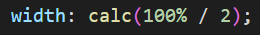 width: calc(100% / 2);